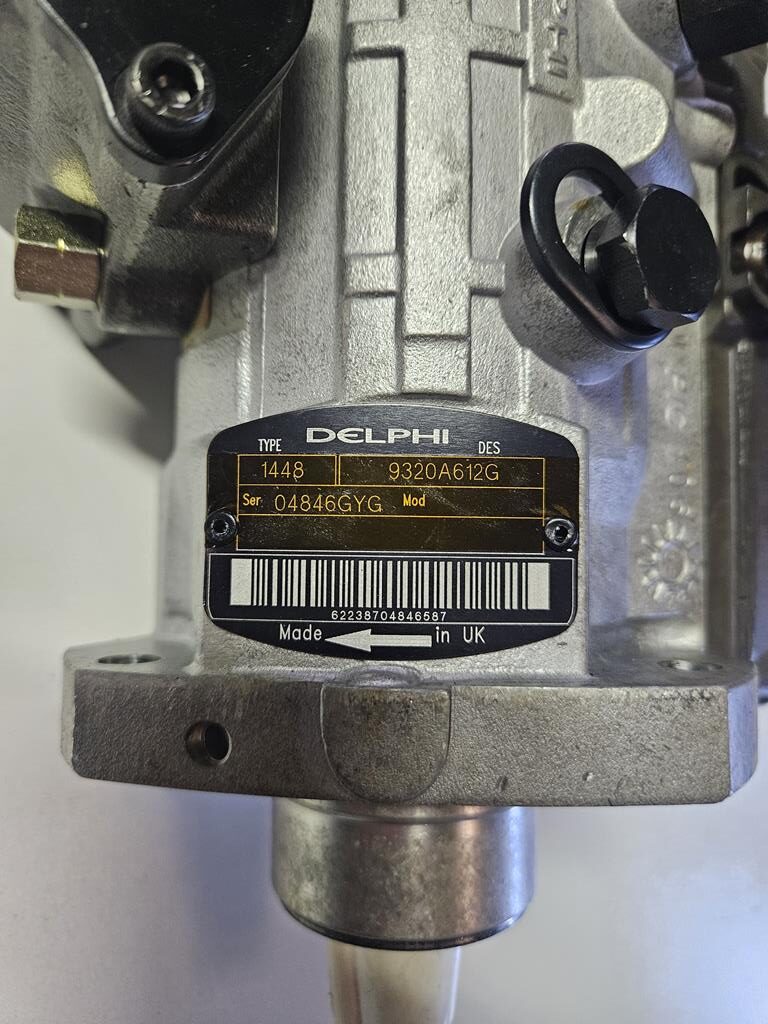 DELPHI
TYPE DES
1448 9320A612G
Ser 04846GYG Mod
62238704846587
Made in UK